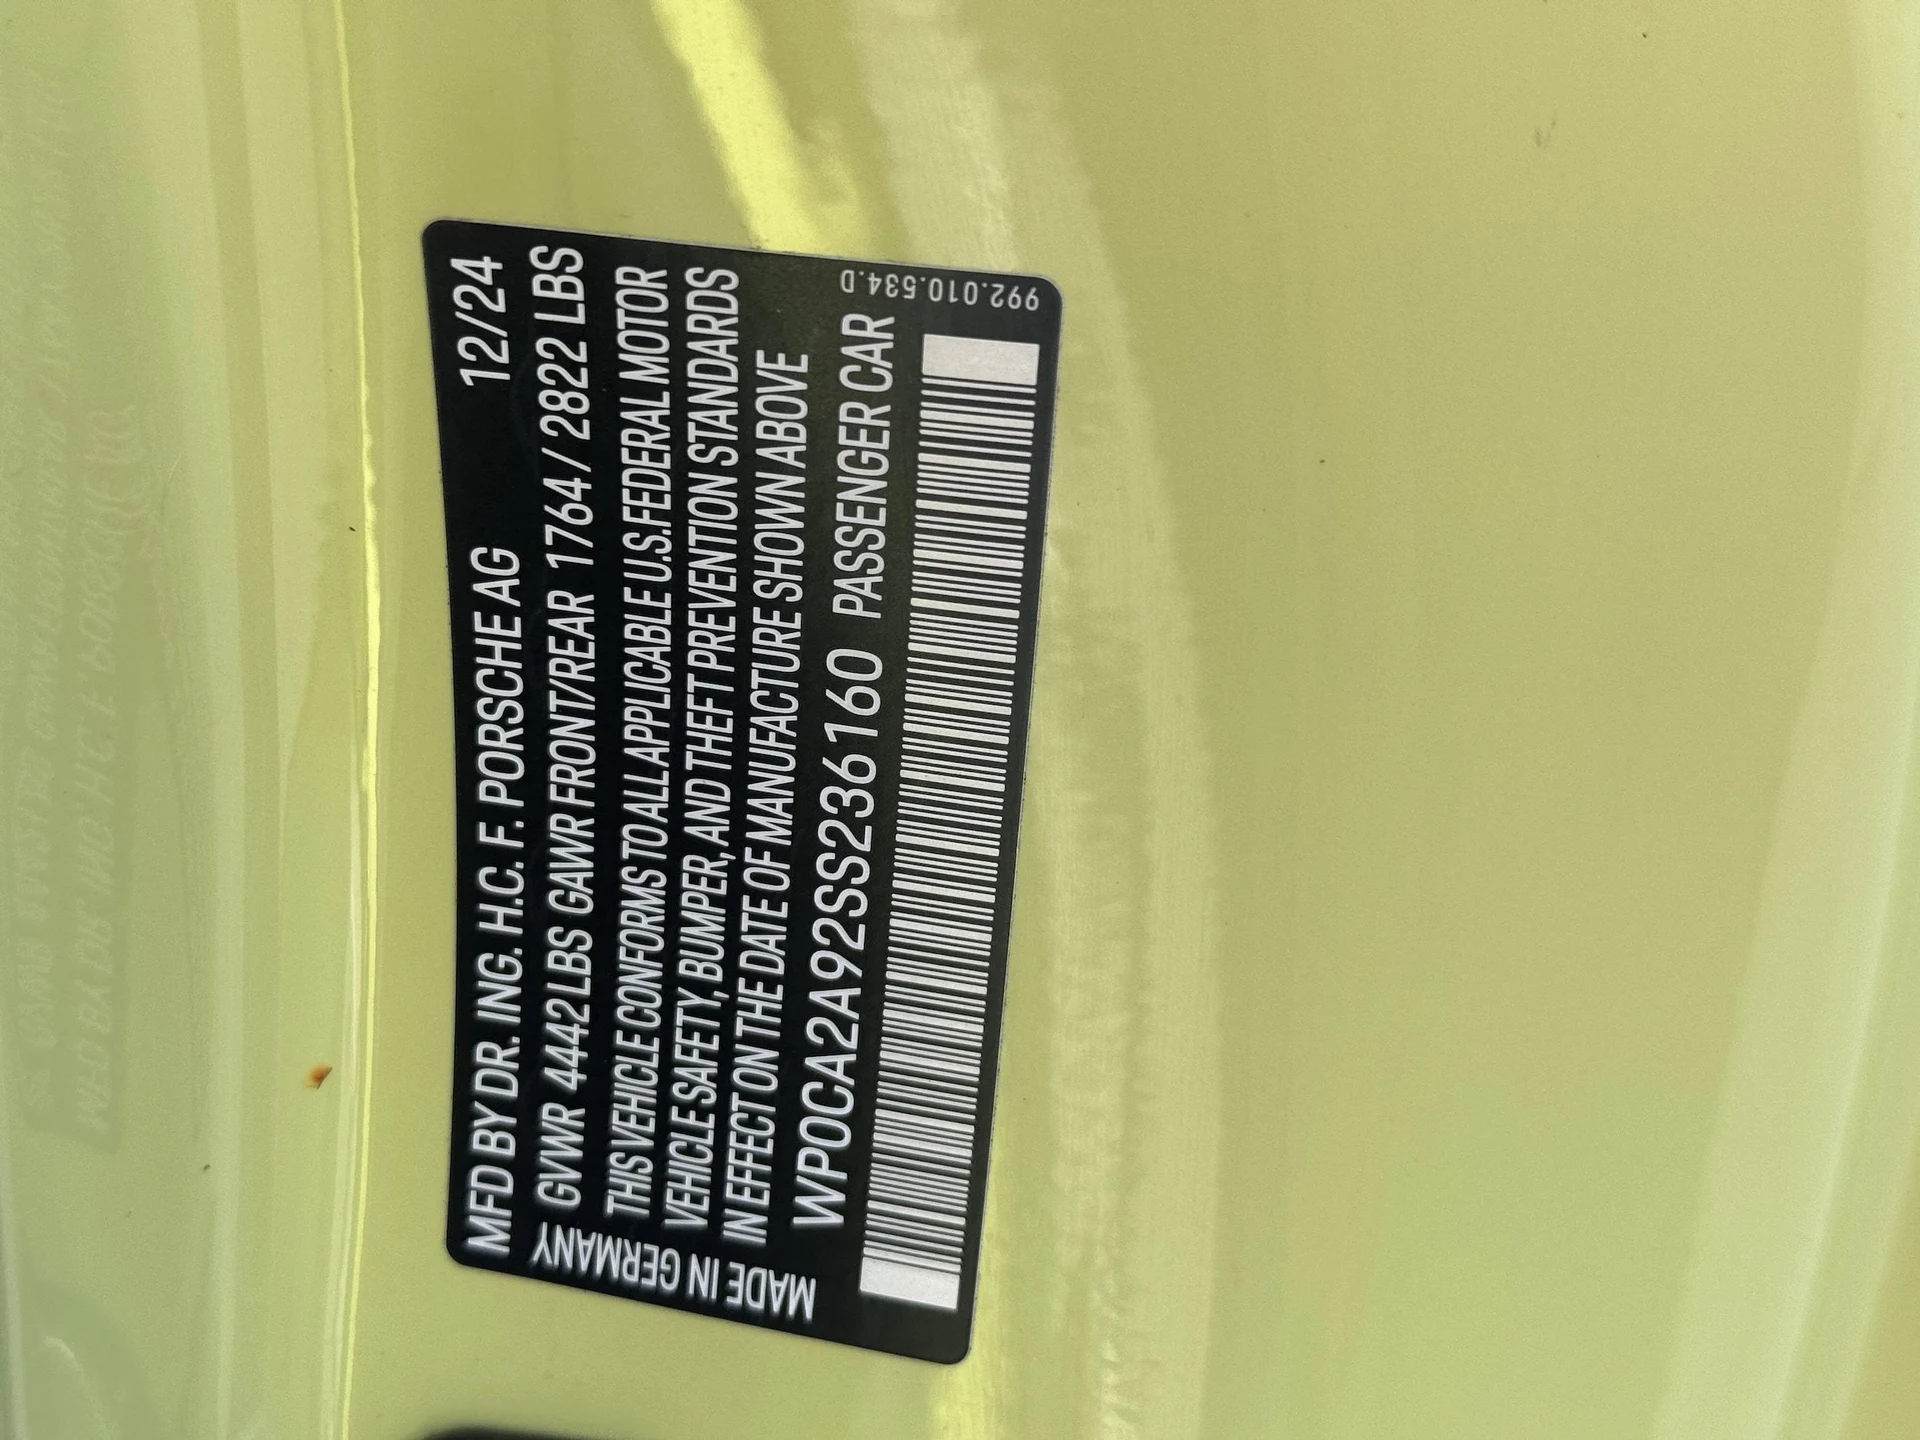 MFD BY DR. ING. H.C. F. PORSCHE AG 12/24
GVWR 4442 LBS GAWR FRONT/REAR 1764 / 2822 LBS
THIS VEHICLE CONFORMS TO ALL APPLICABLE U.S. FEDERAL MOTOR
VEHICLE SAFETY, BUMPER, AND THEFT PREVENTION STANDARDS
IN EFFECT ON THE DATE OF MANUFACTURE SHOWN ABOVE
WP0CA2A92SS236160 PASSENGER CAR
MADE IN GERMANY
992.010.534.D